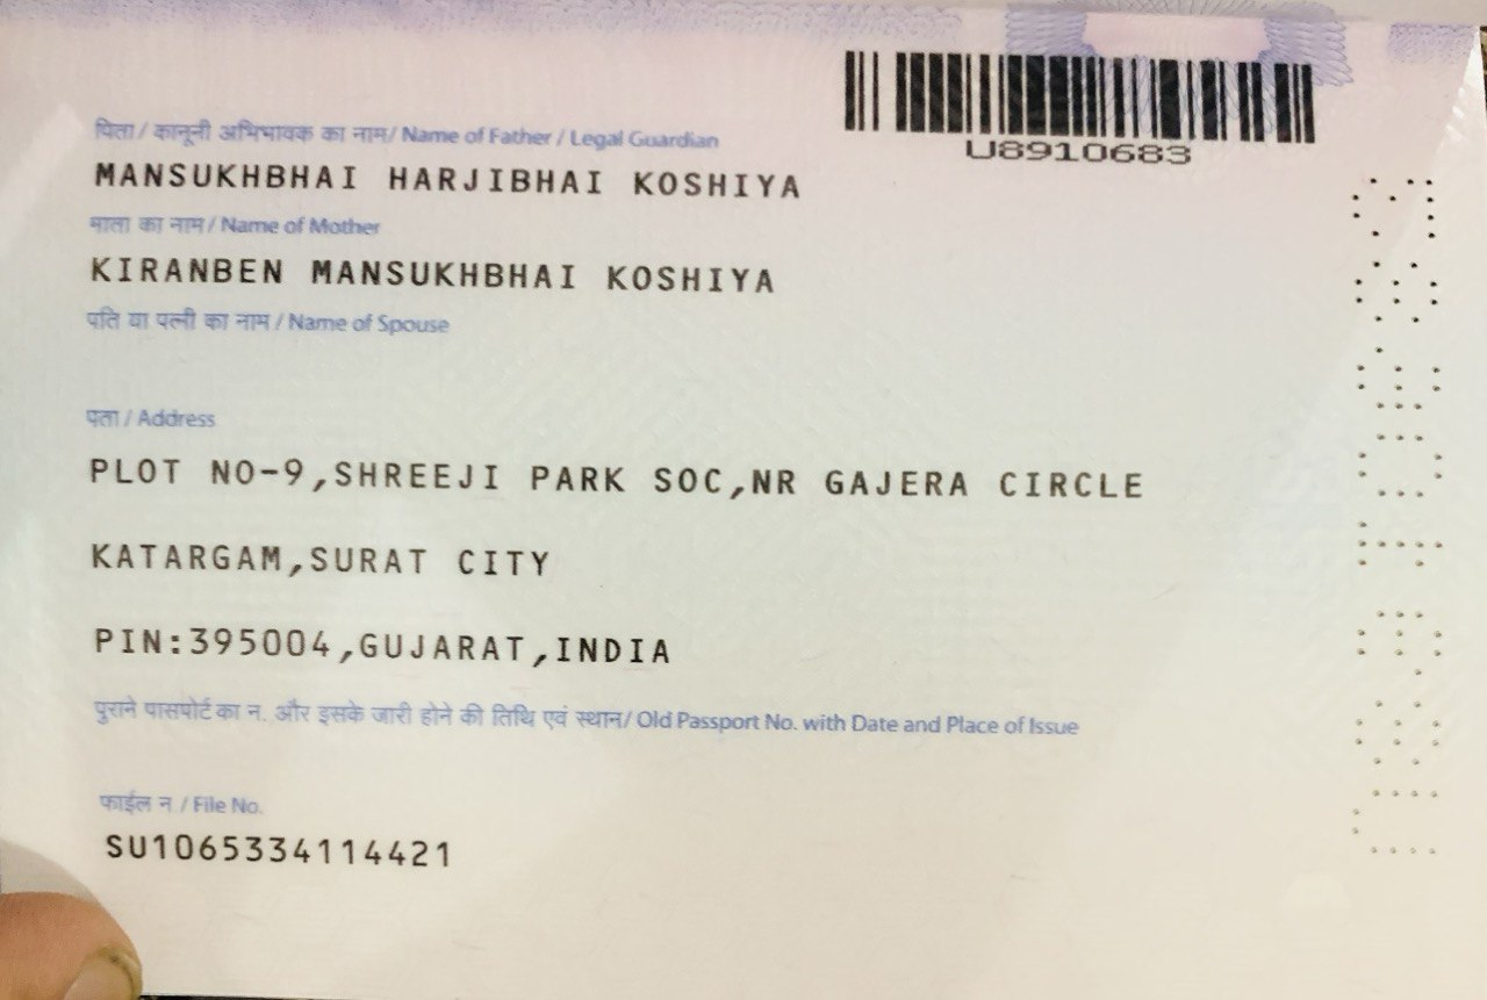 U8910683
पिता / कानूनी अभिभावक का नाम/ Name of Father / Legal Guardian
MANSUKHBHAI HARJIBHAI KOSHIYA
माता का नाम / Name of Mother
KIRANBEN MANSUKHBHAI KOSHIYA
पति या पत्नी का नाम / Name of Spouse
पता / Address
PLOT NO-9,SHREEJI PARK SOC,NR GAJERA CIRCLE
KATARGAM,SURAT CITY
PIN:395004,GUJARAT,INDIA
पुराने पासपोर्ट का न. और इसके जारी होने की तिथि एवं स्थान/ Old Passport No. with Date and Place of Issue
फाईल न / File No.
SU1065334114421
U8910683